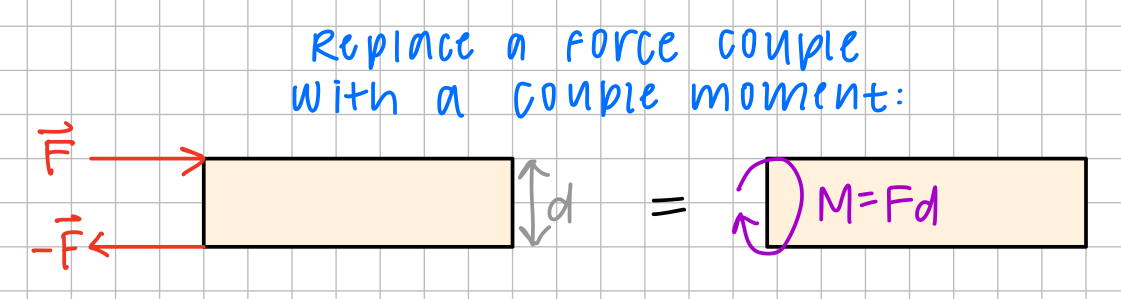 Replace a force couple
with a couple moment:
F⃗
d
=
M=Fd
-F⃗